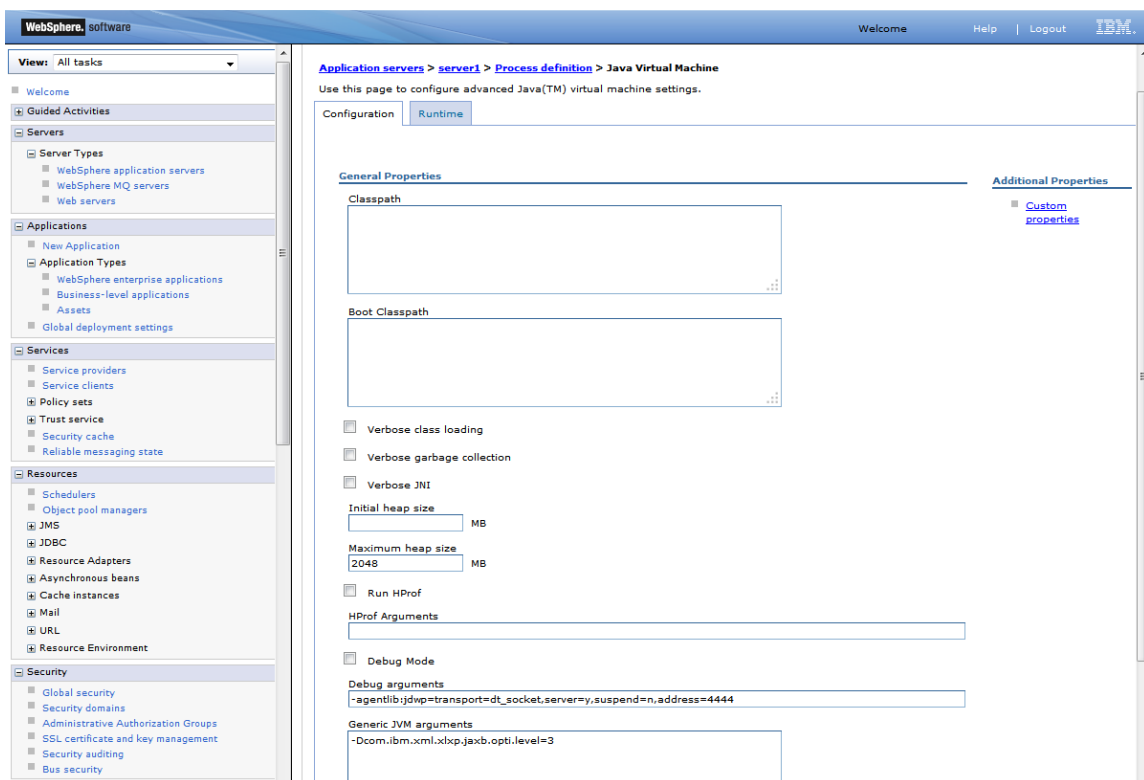 WebSphere. software
Welcome
Help | Logout
IBM.
View: All tasks
Welcome
Guided Activities
Servers
Server Types
WebSphere application servers
WebSphere MQ servers
Web servers
Applications
New Application
Application Types
WebSphere enterprise applications
Business-level applications
Assets
Global deployment settings
Services
Service providers
Service clients
Policy sets
Trust service
Security cache
Reliable messaging state
Resources
Schedulers
Object pool managers
JMS
JDBC
Resource Adapters
Asynchronous beans
Cache instances
Mail
URL
Resource Environment
Security
Global security
Security domains
Administrative Authorization Groups
SSL certificate and key management
Security auditing
Bus security
Application servers > server1 > Process definition > Java Virtual Machine
Use this page to configure advanced Java(TM) virtual machine settings.
Configuration
Runtime
General Properties
Classpath
Boot Classpath
Verbose class loading
Verbose garbage collection
Verbose JNI
Initial heap size
MB
Maximum heap size
2048 MB
Run HProf
HProf Arguments
Debug Mode
Debug arguments
-agentlib:jdwp=transport=dt_socket,server=y,suspend=n,address=4444
Generic JVM arguments
-Dcom.ibm.xml.xlxp.jaxb.opti.level=3
Additional Properties
Custom
properties